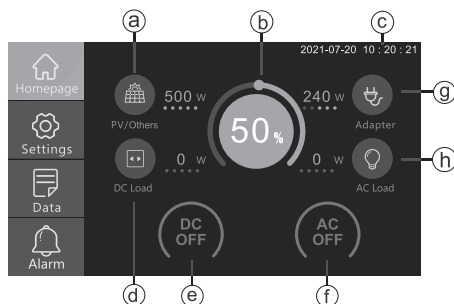 a b c
2021-07-20 10 : 20 : 21
Homepage
500 W
240 W
g
PV/Others
50 %
Adapter
Settings
0 W
0 W
h
DC Load
AC Load
Data
DC OFF
AC OFF
Alarm
d e f